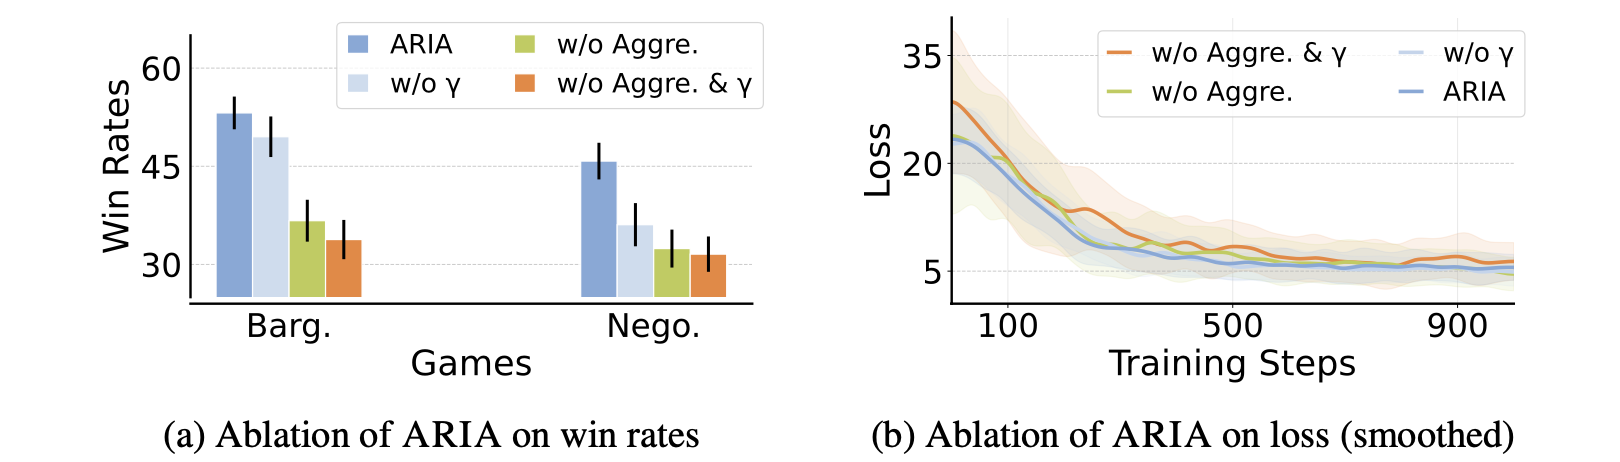 ARIA
w/o γ
w/o Aggre.
w/o Aggre. & γ
60
45
30
Win Rates
Barg.
Nego.
Games
(a) Ablation of ARIA on win rates
w/o Aggre. & γ
w/o Aggre.
w/o γ
ARIA
35
20
5
Loss
100
500
900
Training Steps
(b) Ablation of ARIA on loss (smoothed)